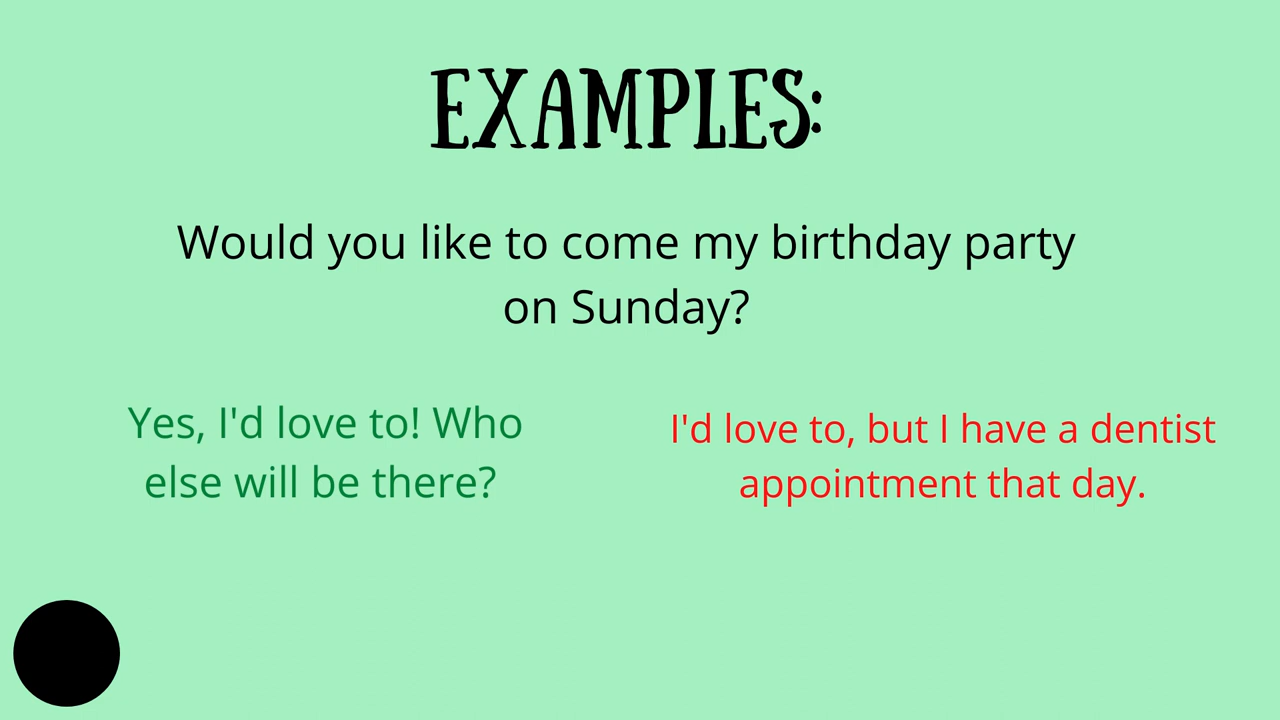 EXAMPLES:
Would you like to come my birthday party
on Sunday?
Yes, I'd love to! Who
else will be there?
I'd love to, but I have a dentist
appointment that day.